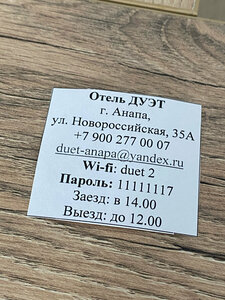 Отель ДУЭТ
г. Анапа,
ул. Новороссийская, 35А
+7 900 277 00 07
duet-anapa@yandex.ru
Wi-fi: duet 2
Пароль: 11111117
Заезд: в 14.00
Выезд: до 12.00